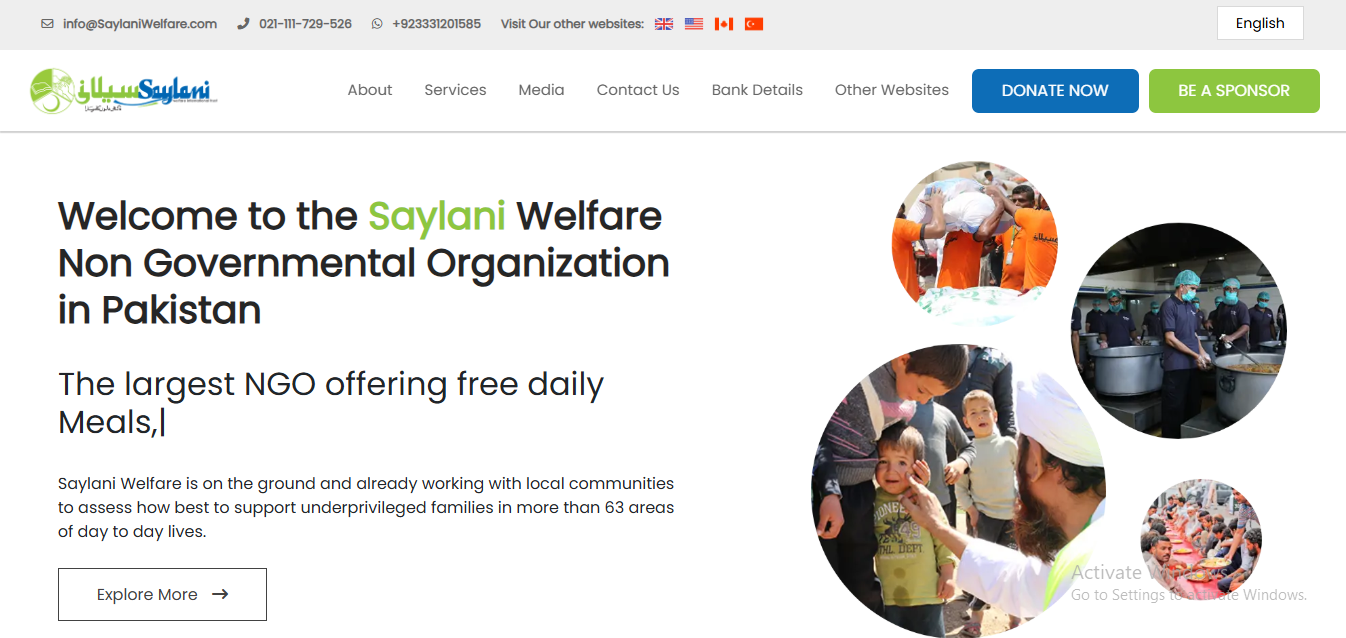 info@SaylaniWelfare.com 021-111-729-526 +923331201585 Visit Our other websites: English
سیلانی Saylani
About Services Media Contact Us Bank Details Other Websites DONATE NOW BE A SPONSOR
Welcome to the Saylani Welfare
Non Governmental Organization
in Pakistan
The largest NGO offering free daily
Meals,
Saylani Welfare is on the ground and already working with local communities
to assess how best to support underprivileged families in more than 63 areas
of day to day lives.
Explore More
Activate Windows
Go to Settings to activate Windows.